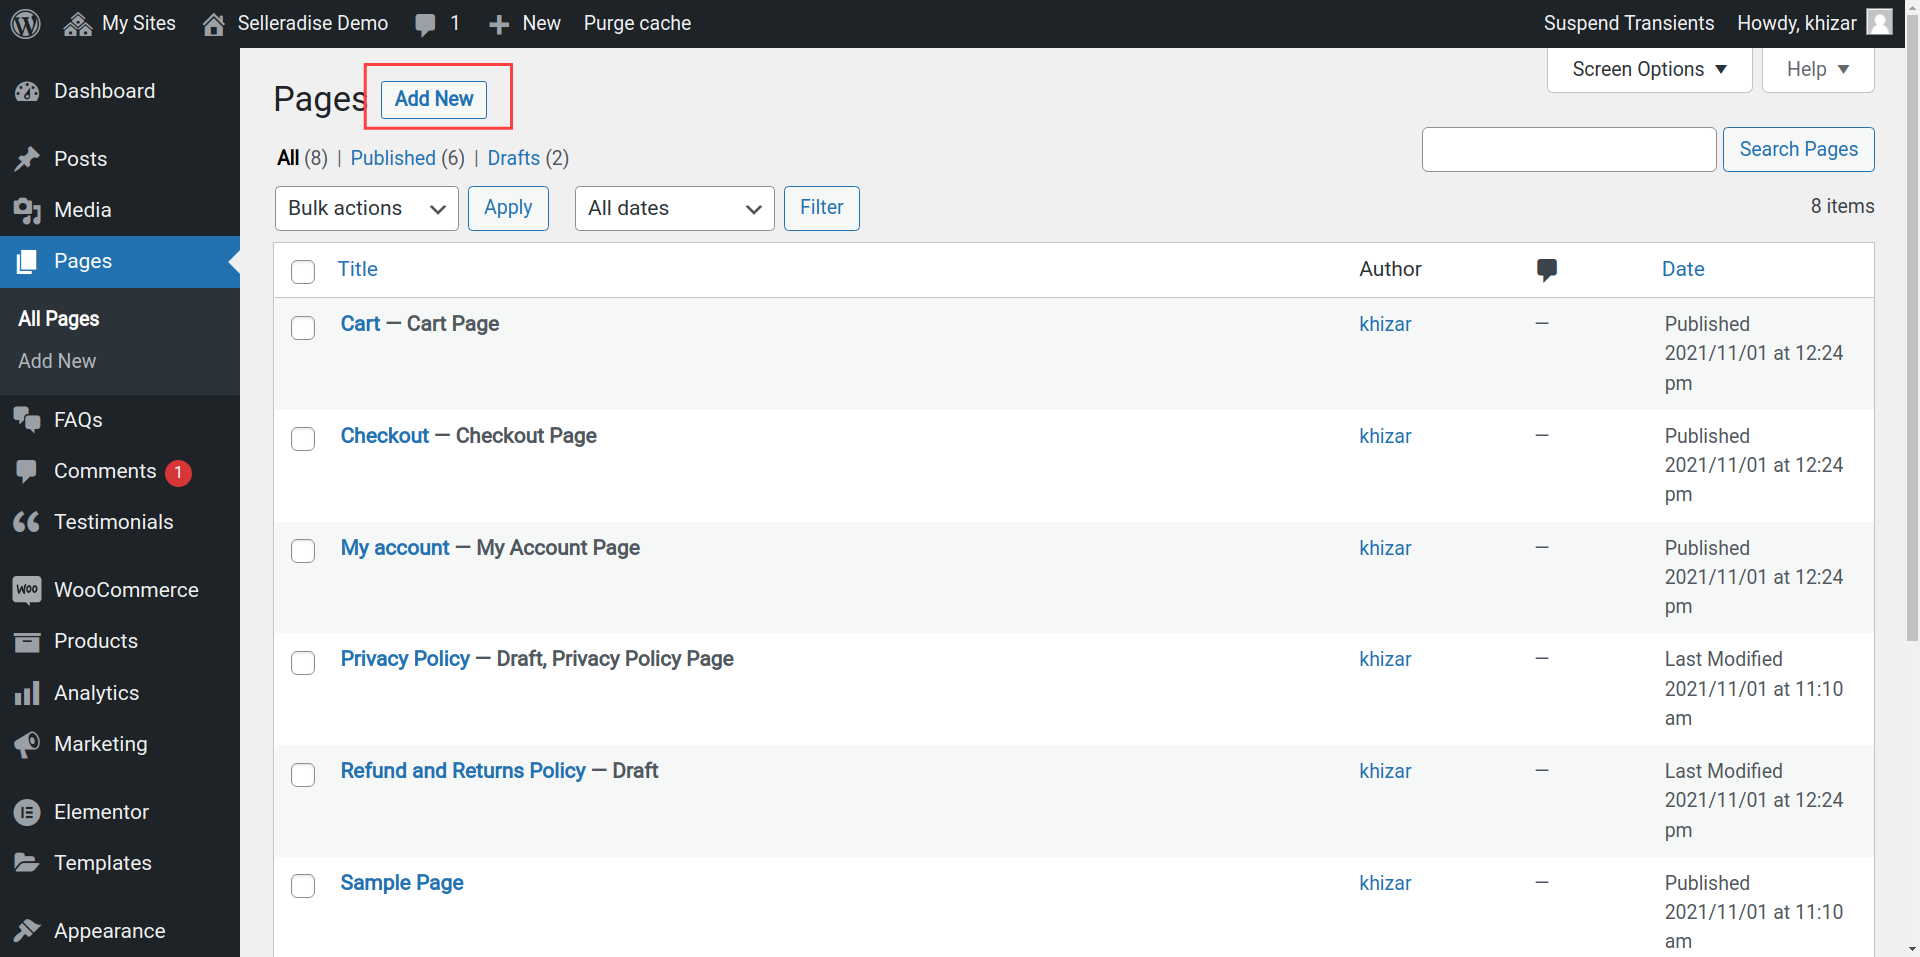 My Sites Selleradise Demo 1 New Purge cache Suspend Transients Howdy, khizar
Screen Options Help
Dashboard
Posts
Media
Pages
All Pages
Add New
FAQs
Comments 1
Testimonials
Woo WooCommerce
Products
Analytics
Marketing
Elementor
Templates
Appearance
Pages Add New
All (8) | Published (6) | Drafts (2)
Search Pages
Bulk actions Apply All dates Filter 8 items
Title Author Date
Cart — Cart Page khizar — Published
2021/11/01 at 12:24
pm
Checkout — Checkout Page khizar — Published
2021/11/01 at 12:24
pm
My account — My Account Page khizar — Published
2021/11/01 at 12:24
pm
Privacy Policy — Draft, Privacy Policy Page khizar — Last Modified
2021/11/01 at 11:10
am
Refund and Returns Policy — Draft khizar — Last Modified
2021/11/01 at 12:24
pm
Sample Page khizar — Published
2021/11/01 at 11:10
am